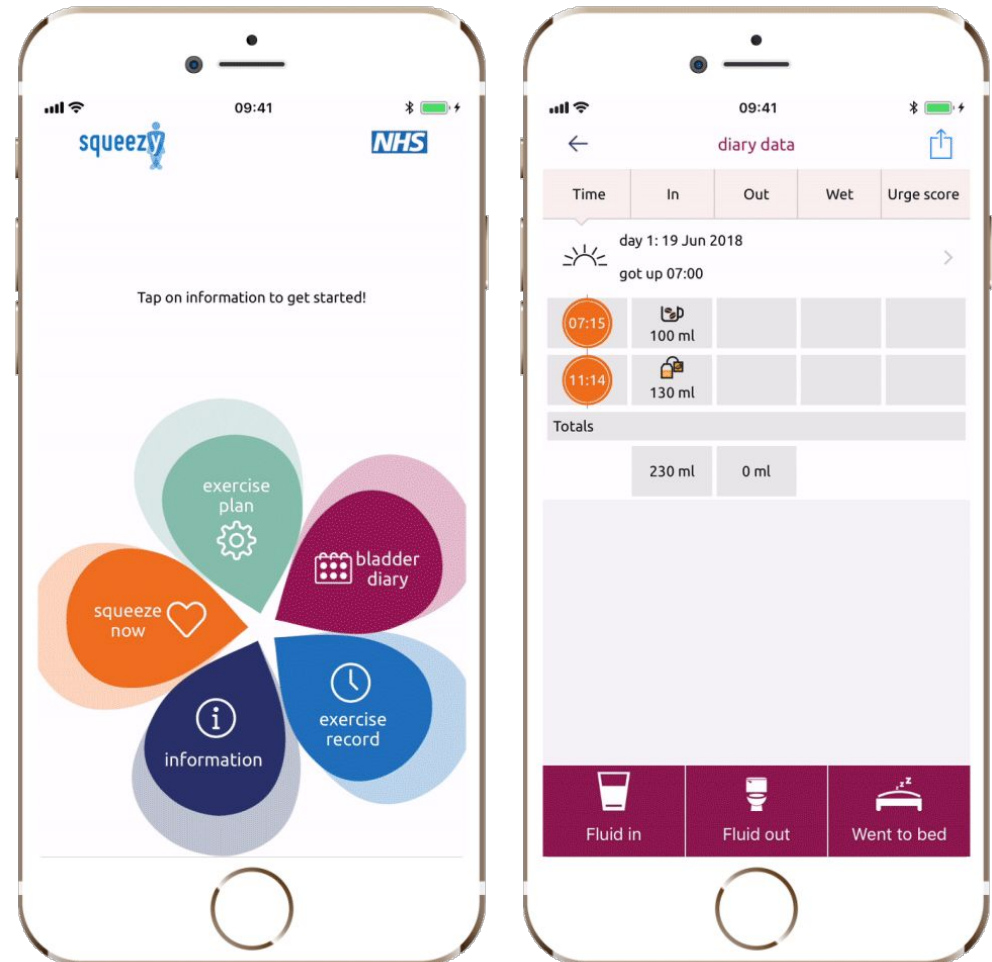 09:41
squeezy
NHS
Tap on information to get started!
exercise
plan
bladder
diary
squeeze
now
exercise
record
information
09:41
diary data
Time In Out Wet Urge score
day 1: 19 Jun 2018
got up 07:00
07:15
100 ml
11:14
130 ml
Totals
230 ml 0 ml
Fluid in Fluid out Went to bed